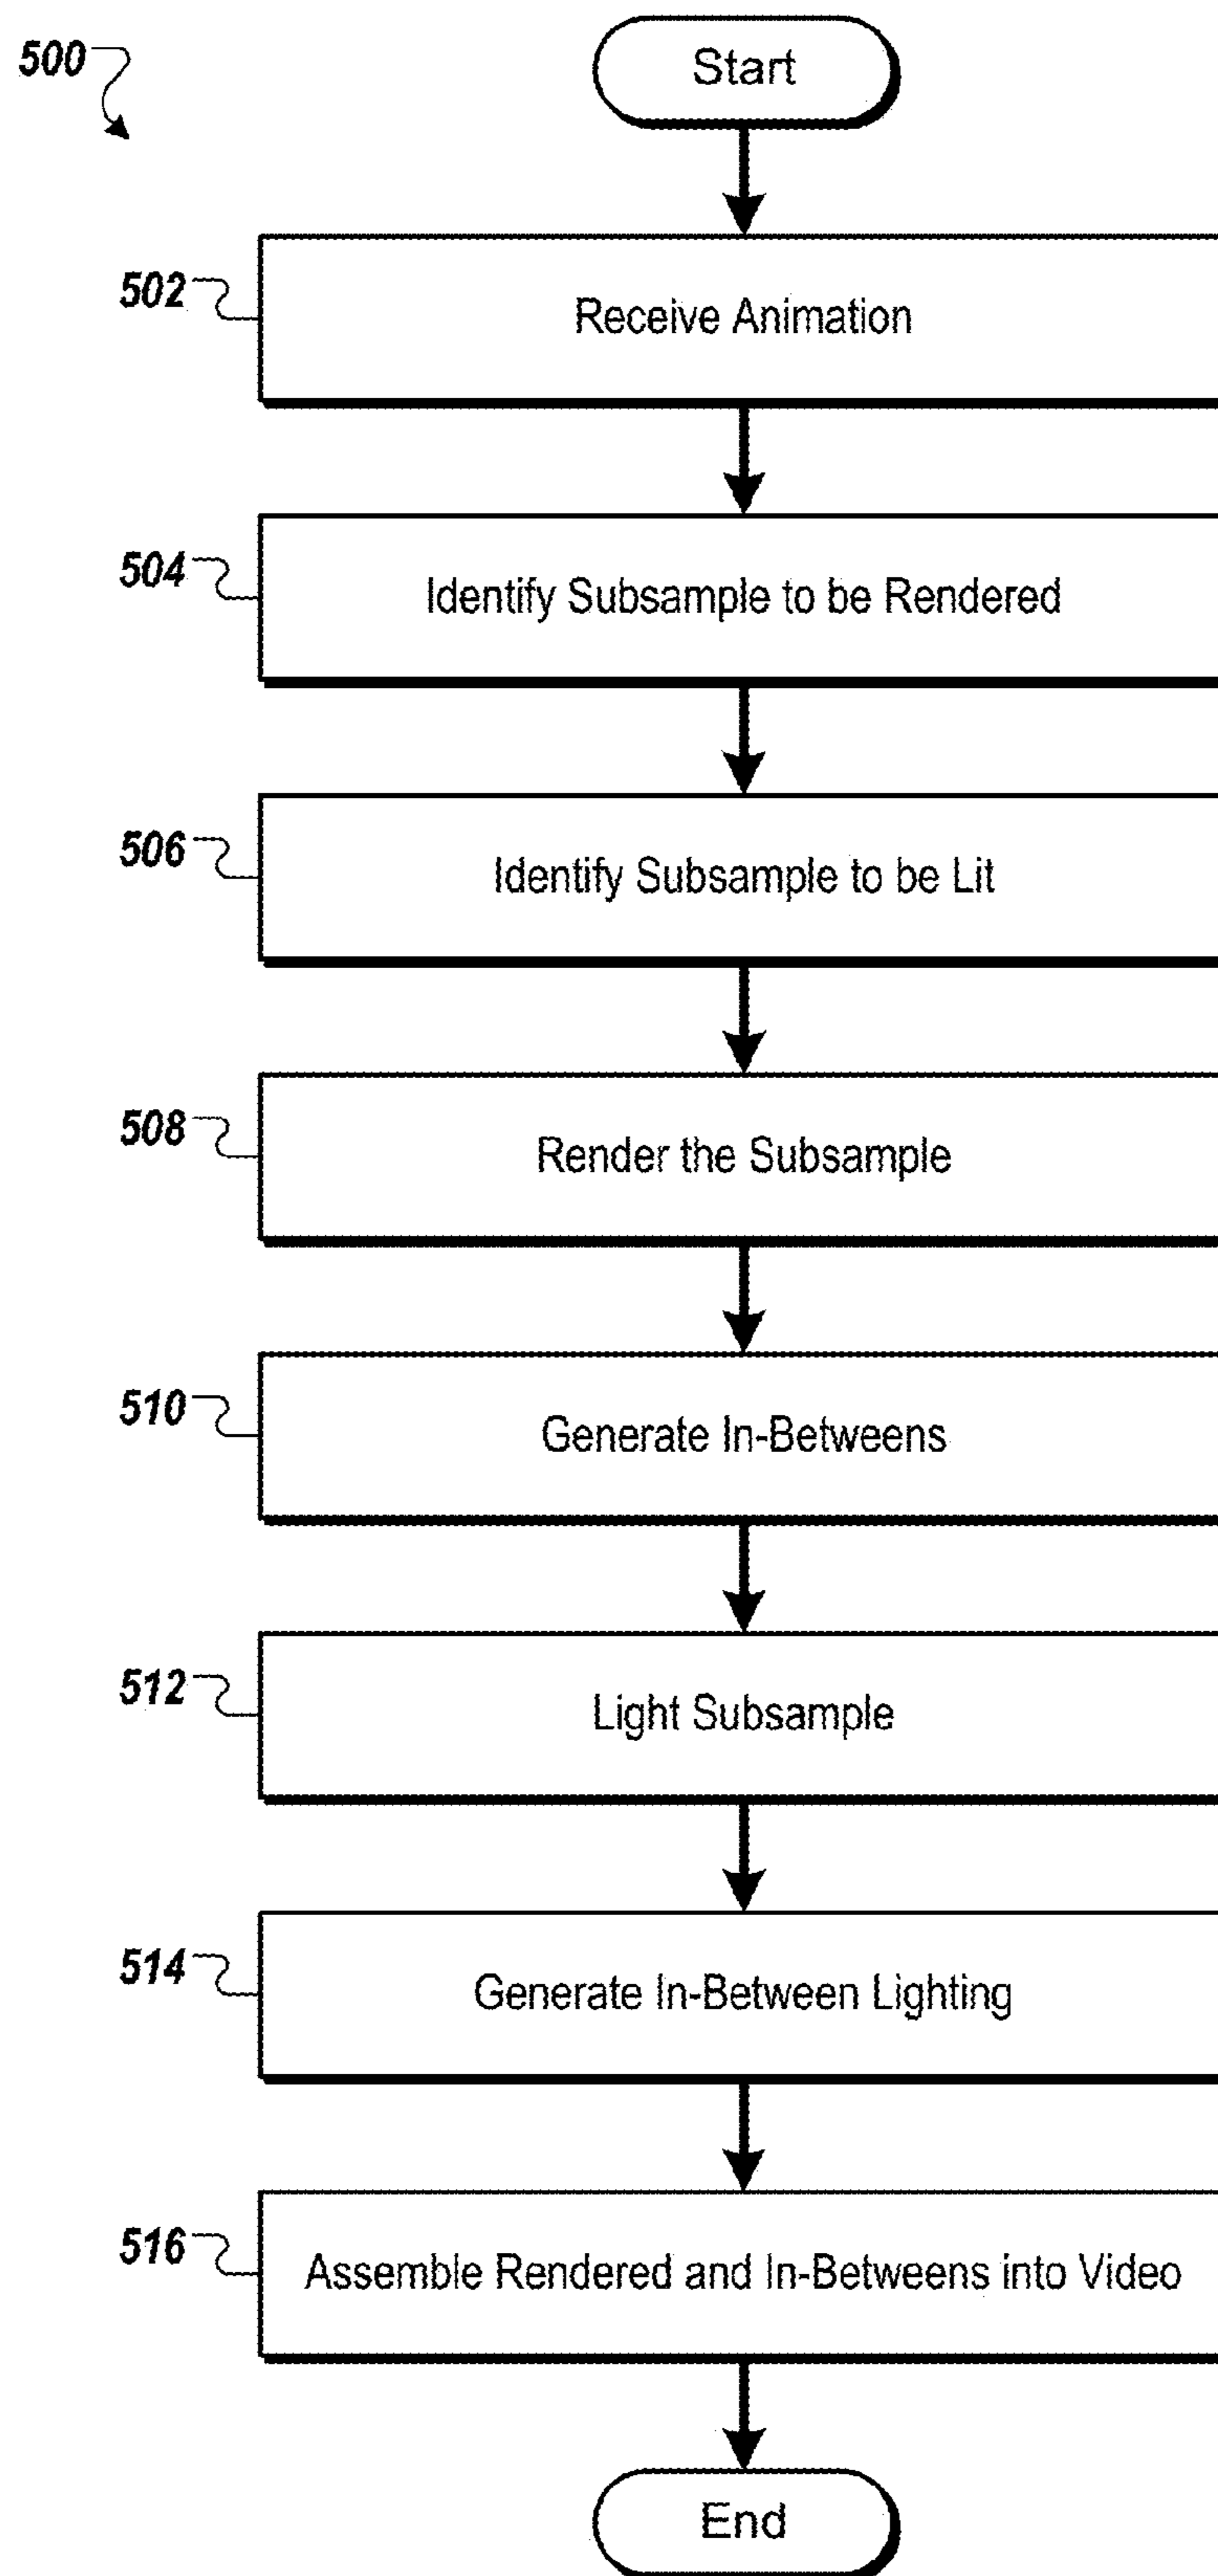 500
Start
502
Receive Animation
504
Identify Subsample to be Rendered
506
Identify Subsample to be Lit
508
Render the Subsample
510
Generate In-Betweens
512
Light Subsample
514
Generate In-Between Lighting
516
Assemble Rendered and In-Betweens into Video
End